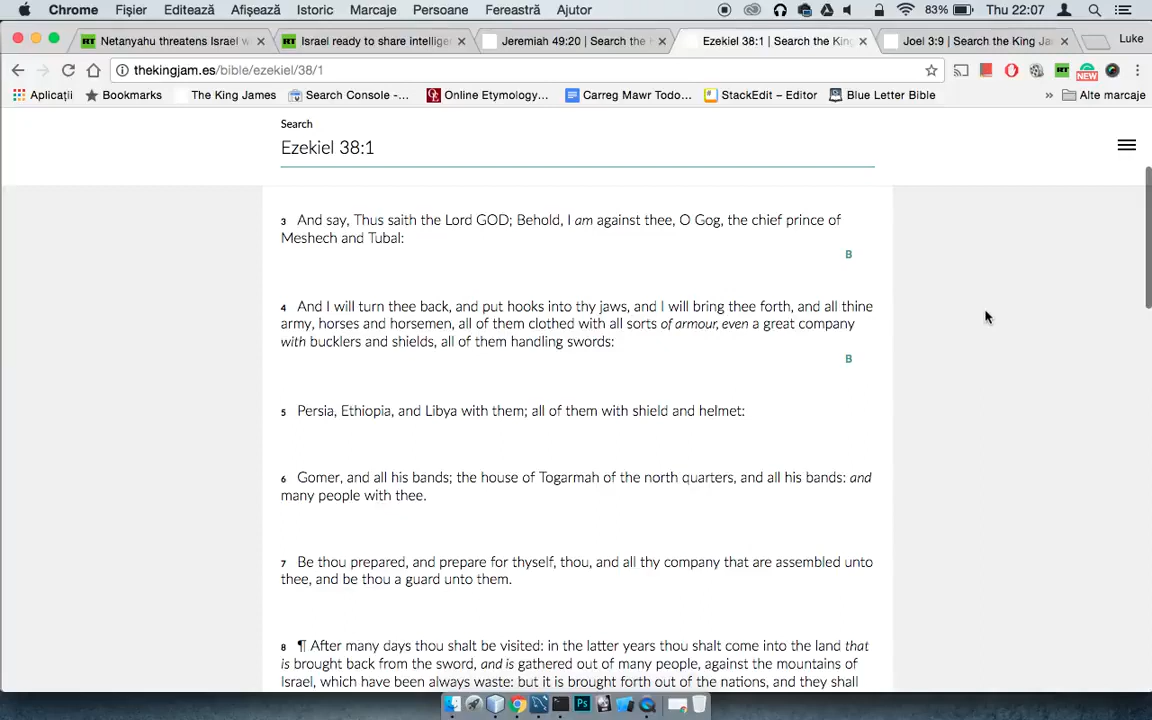 Chrome Fișier Editează Afișează Istoric Marcaje Persoane Fereastră Ajutor 83% Thu 22:07
RT Netanyahu threatens Israel w RT Israel ready to share intellige Jeremiah 49:20 | Search the Ezekiel 38:1 | Search the Kin Joel 3:9 | Search the King Ja Luke
thekingjam.es/bible/ezekiel/38/1 RT NEW
Aplicații Bookmarks The King James Search Console -... Online Etymology... Carreg Mawr Todo... StackEdit – Editor Blue Letter Bible » Alte marcaje
Search
Ezekiel 38:1
3 And say, Thus saith the Lord GOD; Behold, I am against thee, O Gog, the chief prince of
Meshech and Tubal:
B
4 And I will turn thee back, and put hooks into thy jaws, and I will bring thee forth, and all thine
army, horses and horsemen, all of them clothed with all sorts of armour, even a great company
with bucklers and shields, all of them handling swords:
B
5 Persia, Ethiopia, and Libya with them; all of them with shield and helmet:
6 Gomer, and all his bands; the house of Togarmah of the north quarters, and all his bands: and
many people with thee.
7 Be thou prepared, and prepare for thyself, thou, and all thy company that are assembled unto
thee, and be thou a guard unto them.
8 ¶ After many days thou shalt be visited: in the latter years thou shalt come into the land that
is brought back from the sword, and is gathered out of many people, against the mountains of
Israel, which have been always waste: but it is brought forth out of the nations, and they shall
Ps